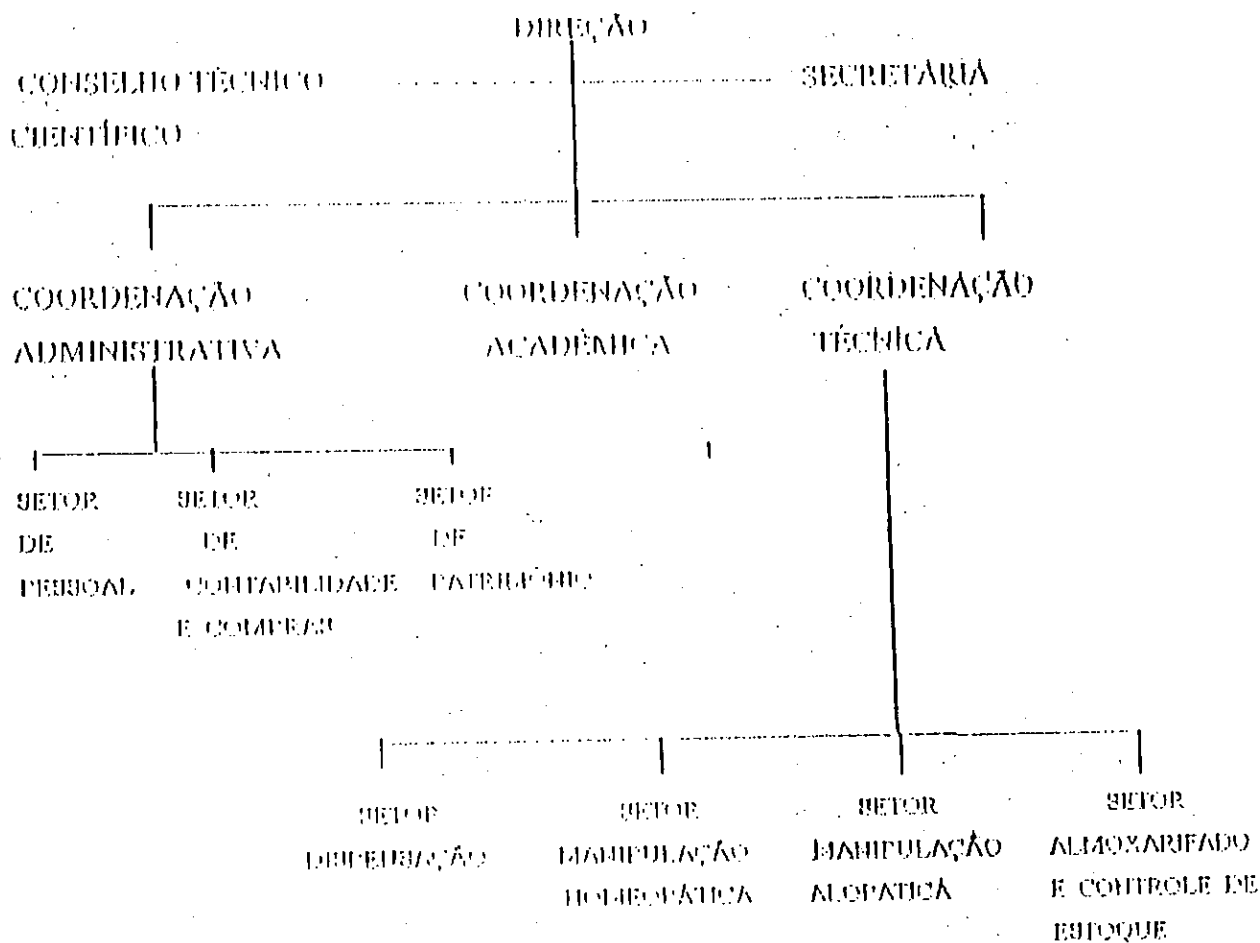 DIREÇÃO
CONSELHO TÉCNICO
CIENTÍFICO
SECRETÁRIA
COORDENAÇÃO
ADMINISTRATIVA
COORDENAÇÃO
ACADÊMICA
COORDENAÇÃO
TÉCNICA
SETOR
DE
PESSOAL
SETOR
DE
CONTABILIDADE
E COMPRAS
SETOR
DE
PATRIMÔNIO
SETOR
DISPENSAÇÃO
SETOR
MANIPULAÇÃO
HOMEOPÁTICA
SETOR
MANIPULAÇÃO
ALOPÁTICA
SETOR
ALMOXARIFADO
E CONTROLE DE
ESTOQUE